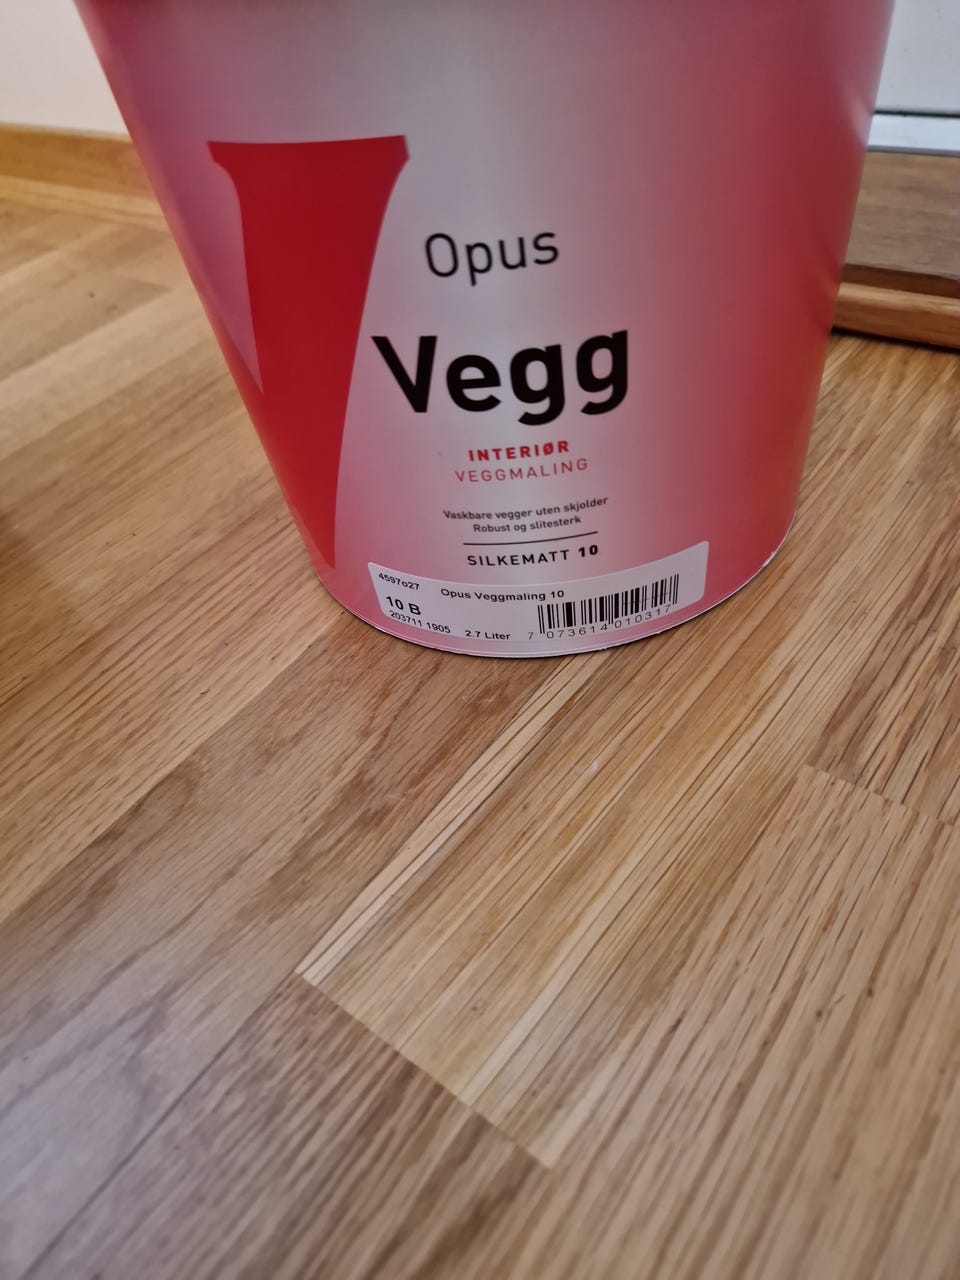 V
Opus
Vegg
INTERIØR
VEGGMALING
Vaskbare vegger uten skjolder
Robust og slitesterk
SILKEMATT 10
4597o27
Opus Veggmaling 10
10 B
203711 1905
2.7 Liter
7 073614 010317